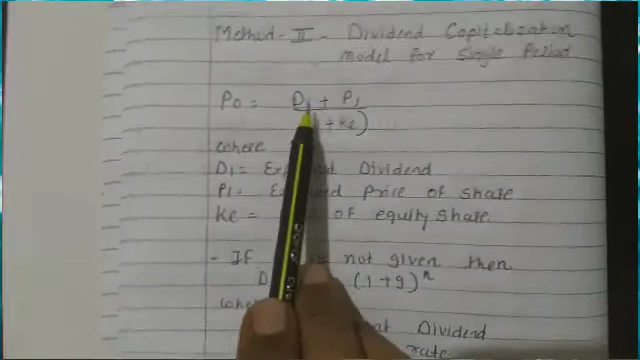 Method - II - Dividend Capitalization
model for Single Period
P0 = D1 + P1
(1 + Ke)
where
D1 = Dividend
P1 = price of share
Ke = of equity share
- If not given then
D (1+g)^n
Dividend
rate